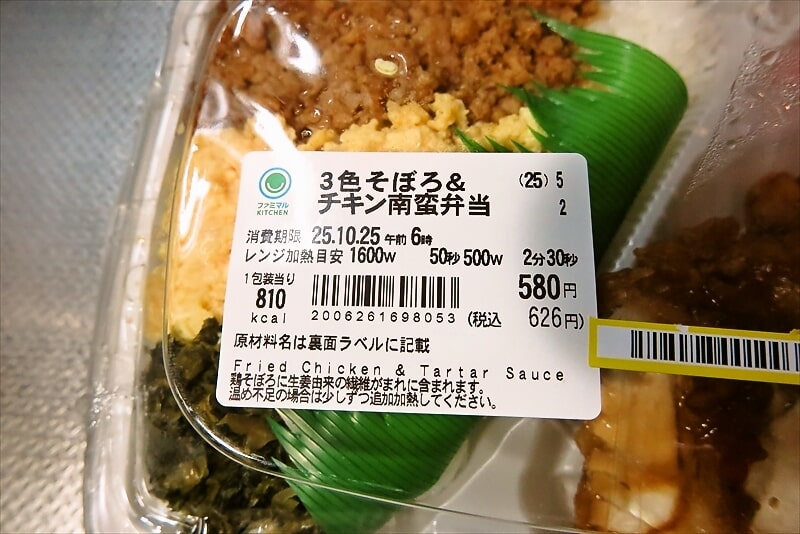 ファミマル
KITCHEN
3色そぼろ& (25) 5
チキン南蛮弁当 2
消費期限 25.10.25 午前 6時
レンジ加熱目安 1600W 50秒 500W 2分30秒
1包装当り
810
kcal
580円
2006261698053 (税込 626円)
原材料名は裏面ラベルに記載
Fried Chicken & Tartar Sauce
鶏そぼろに生姜由来の繊維がまれに含まれます。
温め不足の場合は少しずつ追加加熱してください。